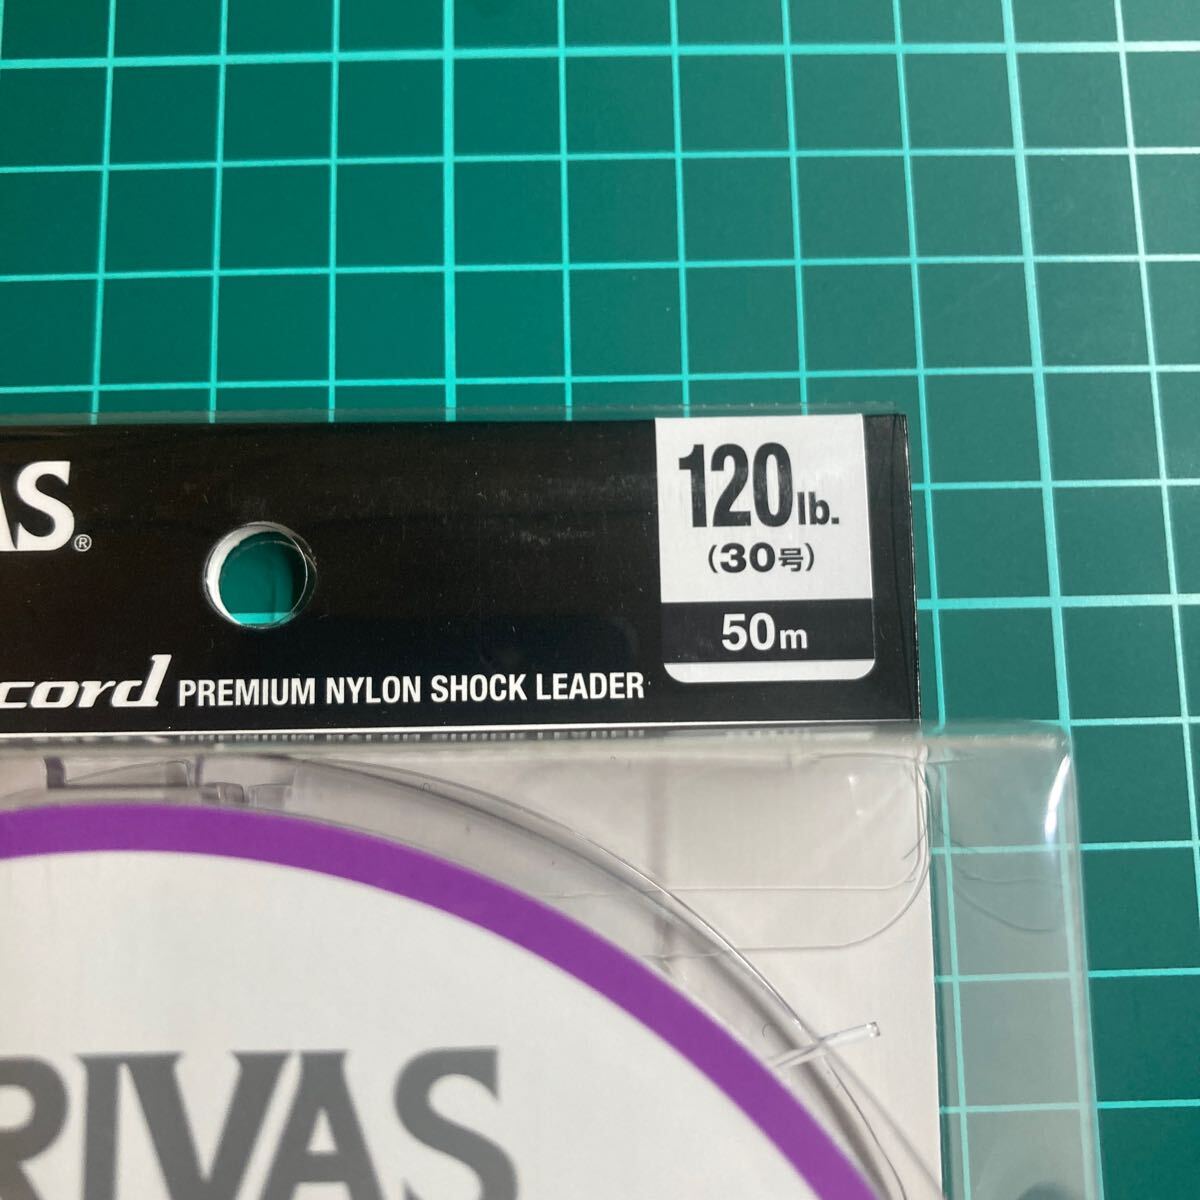 AS®
120lb.
(30号)
50m
cord PREMIUM NYLON SHOCK LEADER
RIVAS